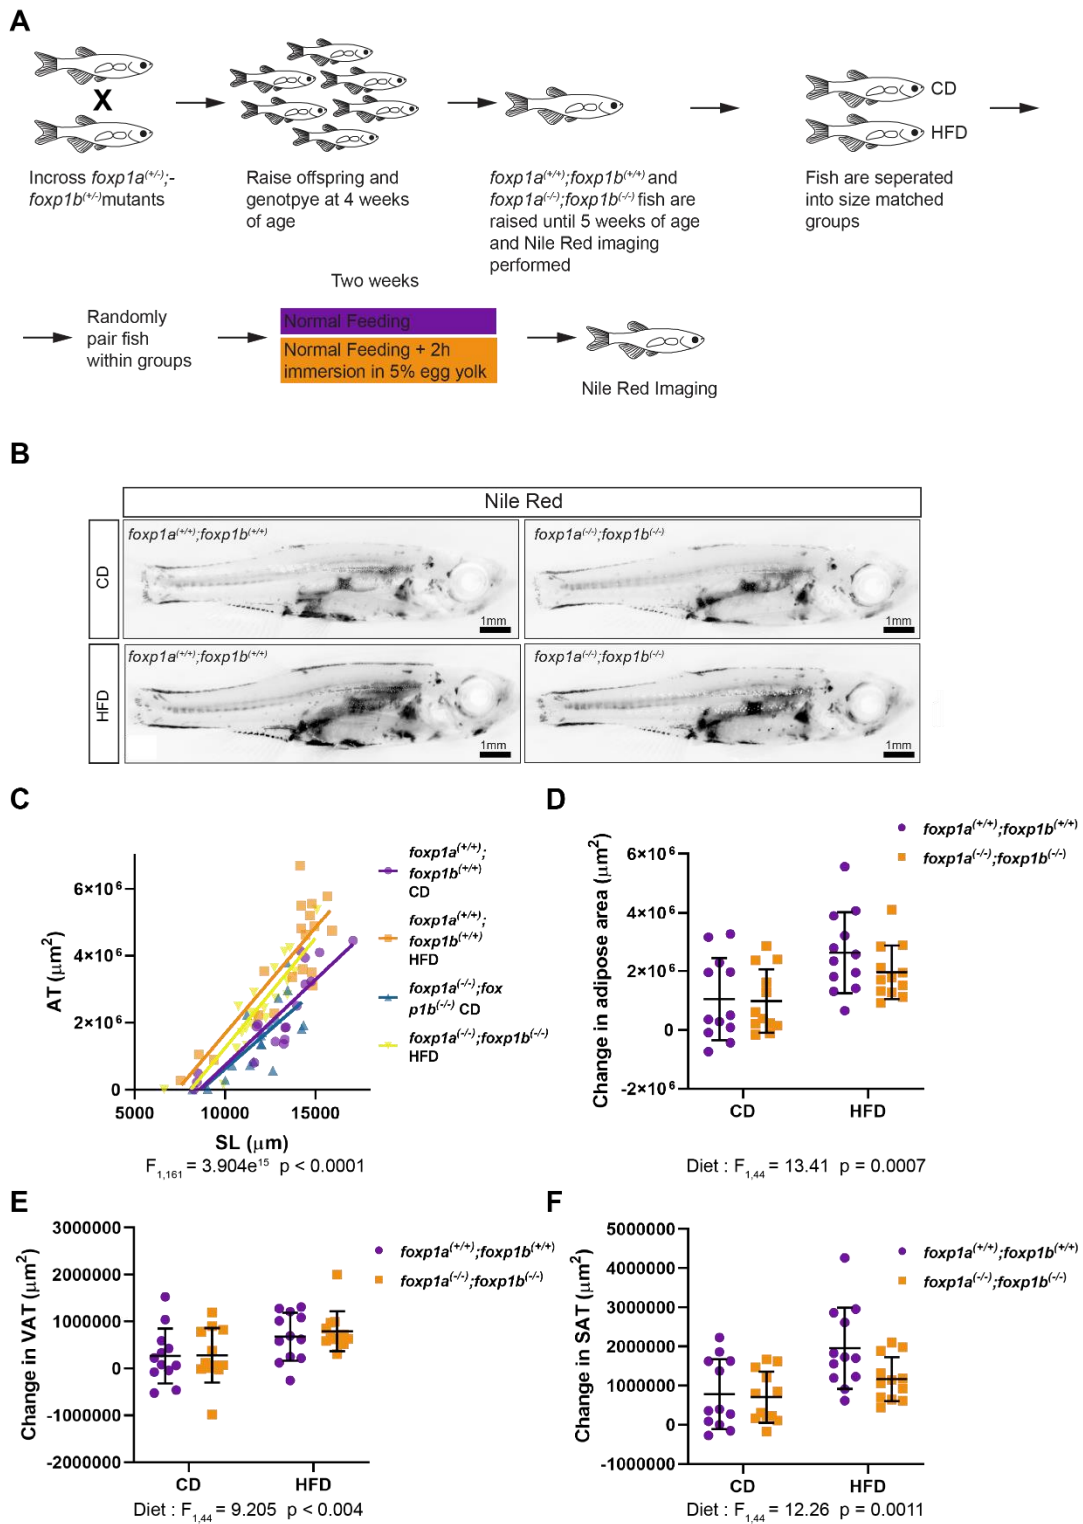 A
X
CD
HFD
Incross foxp1a(+/-);-
foxp1b(+/-)mutants
Raise offspring and
genotpye at 4 weeks
of age
foxp1a(+/+);foxp1b(+/+) and
foxp1a(-/-);foxp1b(-/-) fish are
raised until 5 weeks of age
and Nile Red imaging
performed
Fish are seperated
into size matched
groups
Randomly
pair fish
within groups
Two weeks
Normal Feeding
Normal Feeding + 2h
immersion in 5% egg yolk
Nile Red Imaging
B
Nile Red
CD
foxp1a(+/+);foxp1b(+/+)
1mm
foxp1a(-/-);foxp1b(-/-)
1mm
HFD
foxp1a(+/+);foxp1b(+/+)
1mm
foxp1a(-/-);foxp1b(-/-)
1mm
C
AT (µm²)
6×10⁶
4×10⁶
2×10⁶
0
5000 10000 15000
SL (µm)
F1,161 = 3.904e¹⁵ p < 0.0001
foxp1a(+/+);
foxp1b(+/+)
CD
foxp1a(+/+);
foxp1b(+/+)
HFD
foxp1a(-/-);fox
p1b(-/-) CD
foxp1a(-/-);foxp1b(-/-)
HFD
D
foxp1a(+/+);foxp1b(+/+)
foxp1a(-/-);foxp1b(-/-)
Change in adipose area (µm²)
6×10⁶
4×10⁶
2×10⁶
0
-2×10⁶
CD HFD
Diet : F1,44 = 13.41 p = 0.0007
E
foxp1a(+/+);foxp1b(+/+)
foxp1a(-/-);foxp1b(-/-)
Change in VAT (µm²)
3000000
2000000
1000000
0
-1000000
-2000000
CD HFD
Diet : F1,44 = 9.205 p < 0.004
F
foxp1a(+/+);foxp1b(+/+)
foxp1a(-/-);foxp1b(-/-)
Change in SAT (µm²)
5000000
4000000
3000000
2000000
1000000
0
-1000000
CD HFD
Diet : F1,44 = 12.26 p = 0.0011